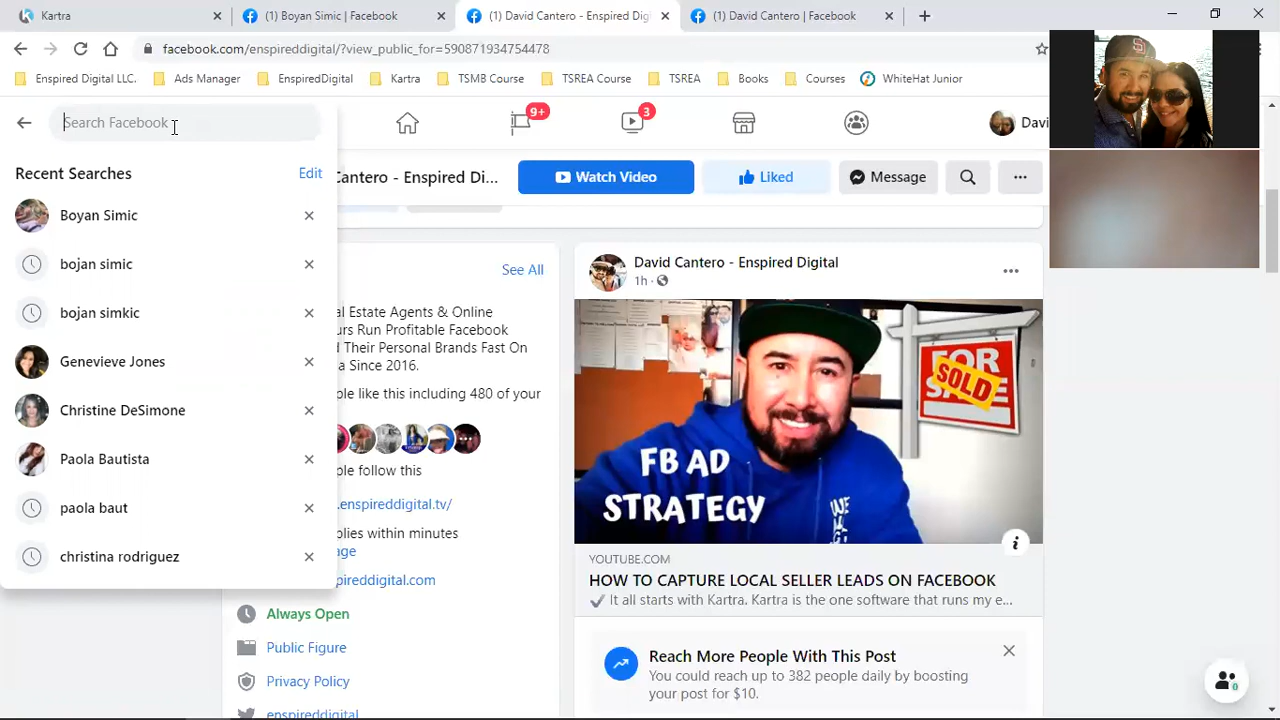 Kartra
(1) Boyan Simic | Facebook
(1) David Cantero - Enspired Dig
(1) David Cantero | Facebook
facebook.com/enspireddigital/?view_public_for=590871934754478
Enspired Digital LLC.
Ads Manager
EnspiredDigital
Kartra
TSMB Course
TSREA Course
TSREA
Books
Courses
WhiteHat Junior
Search Facebook
9+
3
Davi
Recent Searches
Edit
Boyan Simic
bojan simic
bojan simkic
Genevieve Jones
Christine DeSimone
Paola Bautista
paola baut
christina rodriguez
Cantero - Enspired Di...
Watch Video
Liked
Message
See All
al Estate Agents & Online
urs Run Profitable Facebook
d Their Personal Brands Fast On
a Since 2016.
ple like this including 480 of your
ple follow this
.enspireddigital.tv/
plies within minutes
age
pireddigital.com
Always Open
Public Figure
Privacy Policy
enspireddigital
David Cantero - Enspired Digital
1h
FB AD
STRATEGY
FOR
SOLD
YOUTUBE.COM
HOW TO CAPTURE LOCAL SELLER LEADS ON FACEBOOK
✔ It all starts with Kartra. Kartra is the one software that runs my e...
Reach More People With This Post
You could reach up to 382 people daily by boosting
your post for $10.